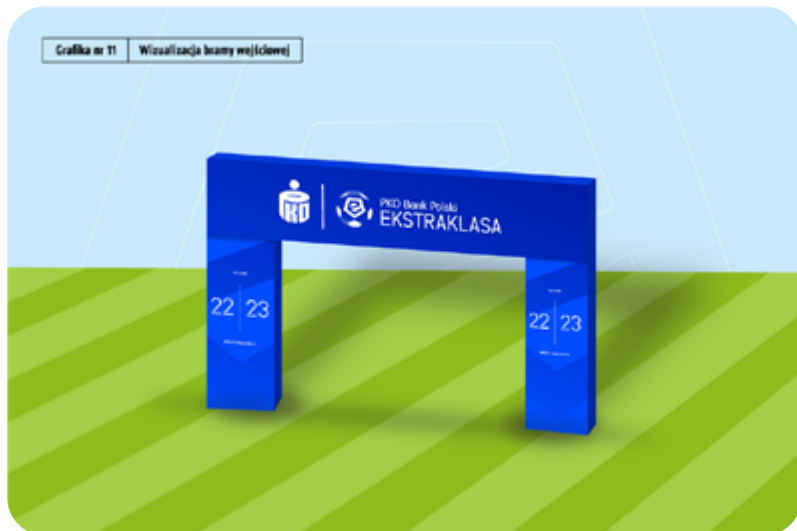 Grafika nr 11 Wizualizacja bramy wejściowej
PKO Bank Polski
EKSTRAKLASA
22 23
22 23